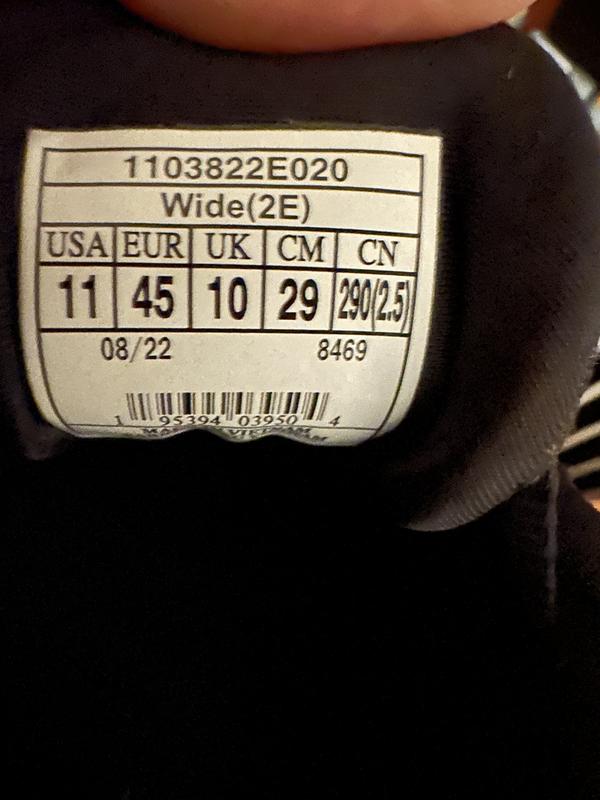 1103822E020
Wide(2E)
USA EUR UK CM CN
11 45 10 29 290(2.5)
08/22 8469
1 95394 03950 4